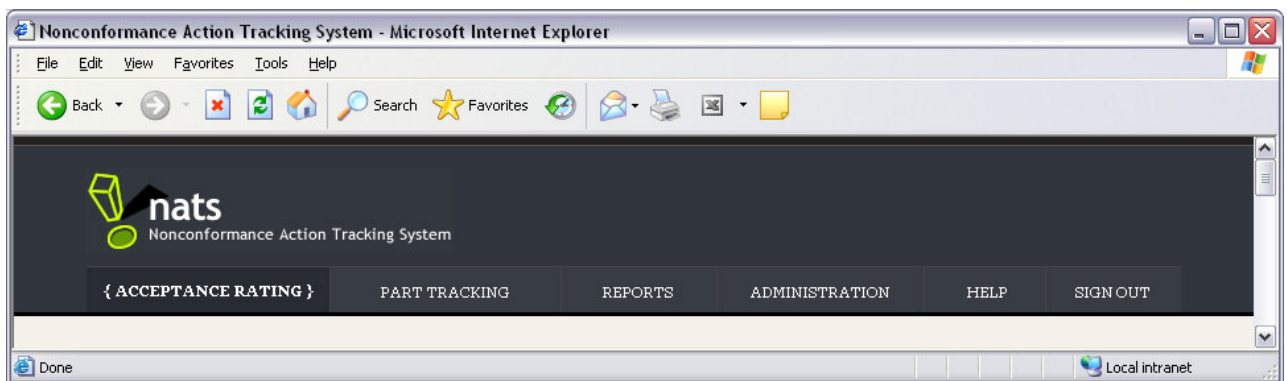 Nonconformance Action Tracking System - Microsoft Internet Explorer
File Edit View Favorites Tools Help
Back Search Favorites
nats
Nonconformance Action Tracking System
{ ACCEPTANCE RATING } PART TRACKING REPORTS ADMINISTRATION HELP SIGN OUT
Done Local intranet